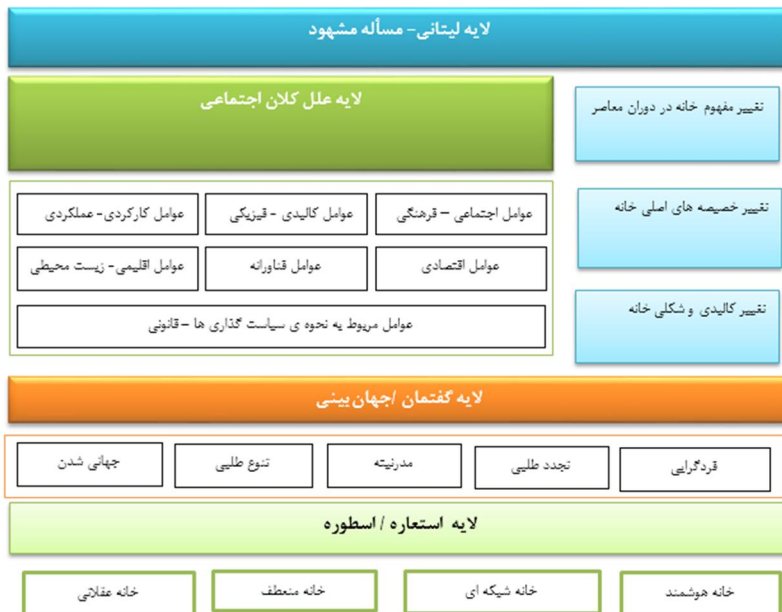 لایه لیتانی- مسأله مشهود
لایه علل کلان اجتماعی
تغییر مفهوم خانه در دوران معاصر
تغییر خصیصه های اصلی خانه
تغییر کالبدی و شکلی خانه
عوامل اجتماعی – فرهنگی
عوامل کالبدی - فیزیکی
عوامل کارکردی- عملکردی
عوامل اقتصادی
عوامل فناورانه
عوامل اقلیمی- زیست محیطی
عوامل مربوط به نحوه ی سیاست گذاری ها –قانونی
لایه گفتمان /جهان بینی
فردگرایی
تجدد طلبی
مدرنیته
تنوع طلبی
جهانی شدن
لایه استعاره / اسطوره
خانه هوشمند
خانه شبکه ای
خانه منعطف
خانه عقلانی